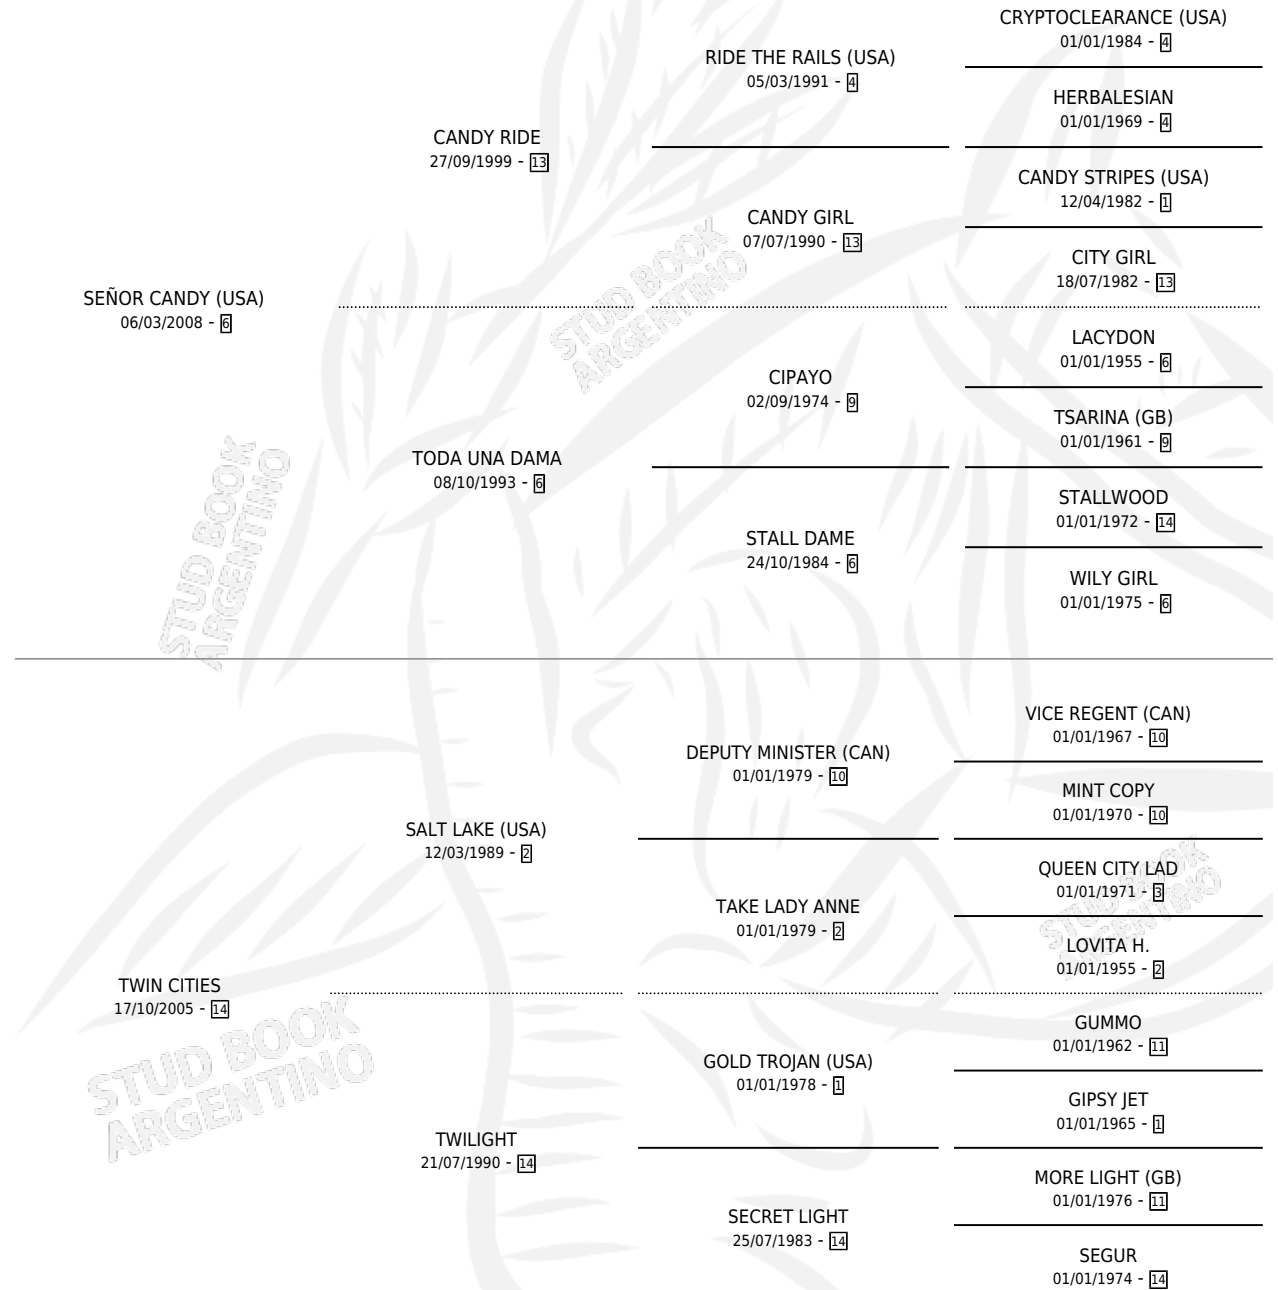 CRYPTOCLEARANCE (USA)
01/01/1984 - 4
RIDE THE RAILS (USA)
05/03/1991 - 4
HERBALESIAN
01/01/1969 - 4
CANDY RIDE
27/09/1999 - 13
CANDY STRIPES (USA)
12/04/1982 - 1
CANDY GIRL
07/07/1990 - 13
CITY GIRL
18/07/1982 - 13
SEÑOR CANDY (USA)
06/03/2008 - 6
STUD BOOK
ARGENTINO
LACYDON
01/01/1955 - 6
CIPAYO
02/09/1974 - 9
TSARINA (GB)
01/01/1961 - 9
TODA UNA DAMA
08/10/1993 - 6
STALLWOOD
01/01/1972 - 14
STALL DAME
24/10/1984 - 6
WILY GIRL
01/01/1975 - 6
STUD BOOK
ARGENTINO
VICE REGENT (CAN)
01/01/1967 - 10
DEPUTY MINISTER (CAN)
01/01/1979 - 10
MINT COPY
01/01/1970 - 10
SALT LAKE (USA)
12/03/1989 - 2
QUEEN CITY LAD
01/01/1971 - 3
TAKE LADY ANNE
01/01/1979 - 2
STUD BOOK
ARGENTINO
LOVITA H.
01/01/1955 - 2
TWIN CITIES
17/10/2005 - 14
STUD BOOK
ARGENTINO
GUMMO
01/01/1962 - 11
GOLD TROJAN (USA)
01/01/1978 - 1
GIPSY JET
01/01/1965 - 1
TWILIGHT
21/07/1990 - 14
MORE LIGHT (GB)
01/01/1976 - 11
SECRET LIGHT
25/07/1983 - 14
SEGUR
01/01/1974 - 14